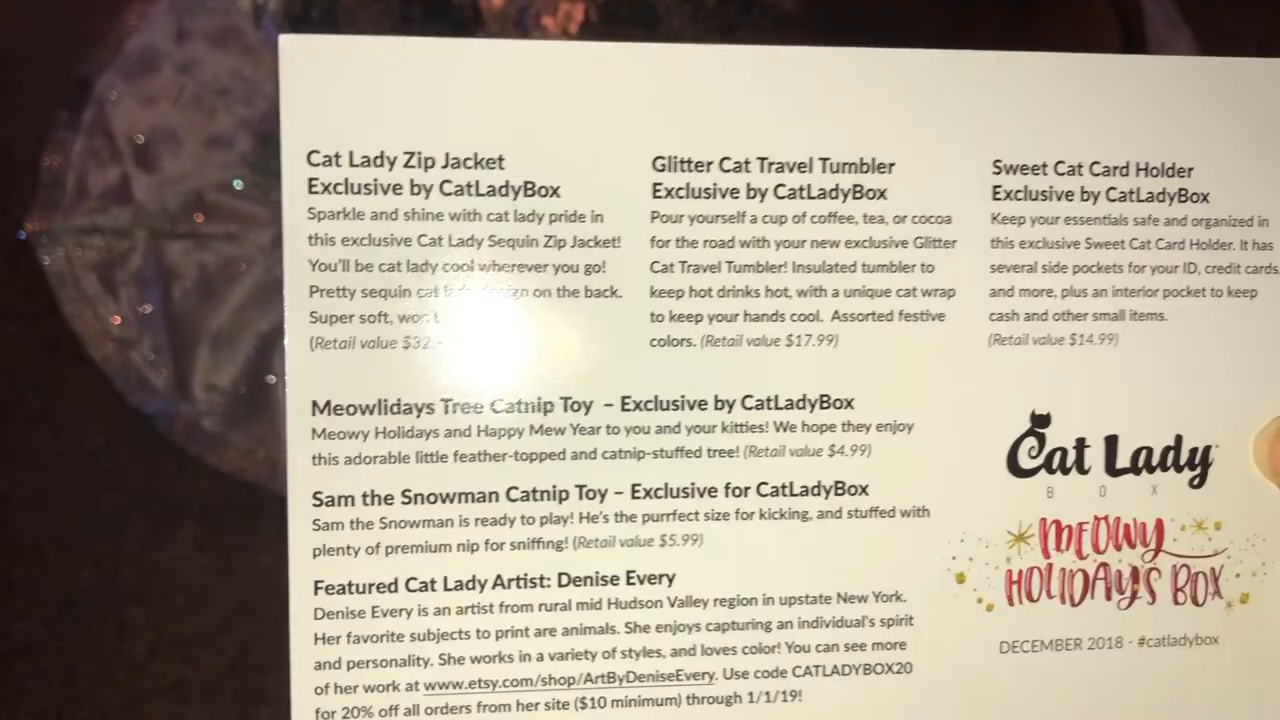 Cat Lady Zip Jacket
Exclusive by CatLadyBox
Sparkle and shine with cat lady pride in
this exclusive Cat Lady Sequin Zip Jacket!
You'll be cat lady cool wherever you go!
Pretty sequin cat lady design on the back.
Super soft, won't
(Retail value $32.
Glitter Cat Travel Tumbler
Exclusive by CatLadyBox
Pour yourself a cup of coffee, tea, or cocoa
for the road with your new exclusive Glitter
Cat Travel Tumbler! Insulated tumbler to
keep hot drinks hot, with a unique cat wrap
to keep your hands cool. Assorted festive
colors. (Retail value $17.99)
Sweet Cat Card Holder
Exclusive by CatLadyBox
Keep your essentials safe and organized in
this exclusive Sweet Cat Card Holder. It has
several side pockets for your ID, credit cards,
and more, plus an interior pocket to keep
cash and other small items.
(Retail value $14.99)
Meowlidays Tree Catnip Toy – Exclusive by CatLadyBox
Meowy Holidays and Happy Mew Year to you and your kitties! We hope they enjoy
this adorable little feather-topped and catnip-stuffed tree! (Retail value $4.99)
Sam the Snowman Catnip Toy – Exclusive for CatLadyBox
Sam the Snowman is ready to play! He's the purrfect size for kicking, and stuffed with
plenty of premium nip for sniffing! (Retail value $5.99)
Featured Cat Lady Artist: Denise Every
Denise Every is an artist from rural mid Hudson Valley region in upstate New York.
Her favorite subjects to print are animals. She enjoys capturing an individual's spirit
and personality. She works in a variety of styles, and loves color! You can see more
of her work at www.etsy.com/shop/ArtByDeniseEvery. Use code CATLADYBOX20
for 20% off all orders from her site ($10 minimum) through 1/1/19!
Cat Lady
BOX
MEOWY
HOLIDAYS BOX
DECEMBER 2018 - #catladybox